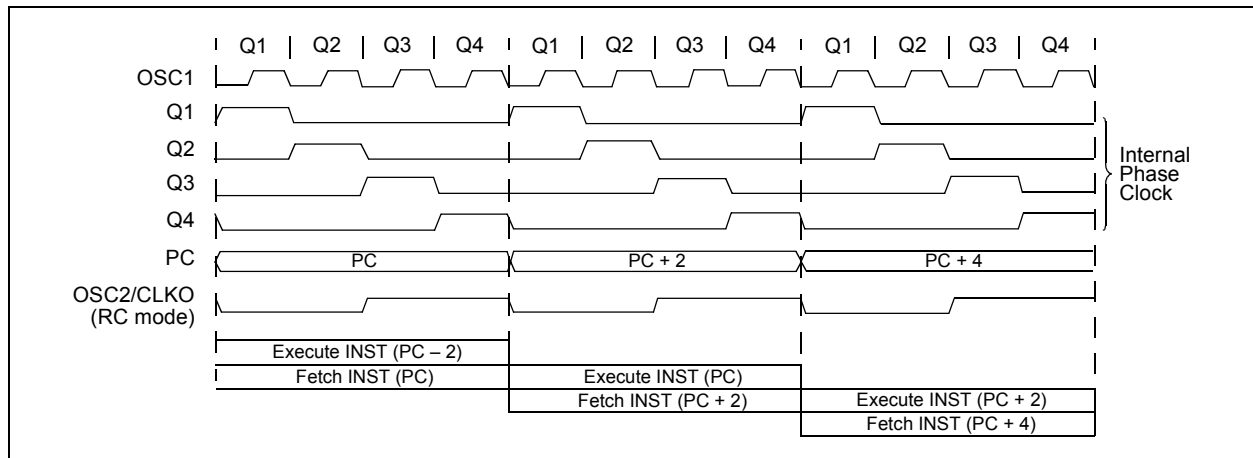 Q1 | Q2 | Q3 | Q4 | Q1 | Q2 | Q3 | Q4 | Q1 | Q2 | Q3 | Q4
OSC1
Q1
Q2
Q3
Q4
Internal
Phase
Clock
PC
PC
PC + 2
PC + 4
OSC2/CLKO
(RC mode)
Execute INST (PC – 2)
Fetch INST (PC)
Execute INST (PC)
Fetch INST (PC + 2)
Execute INST (PC + 2)
Fetch INST (PC + 4)